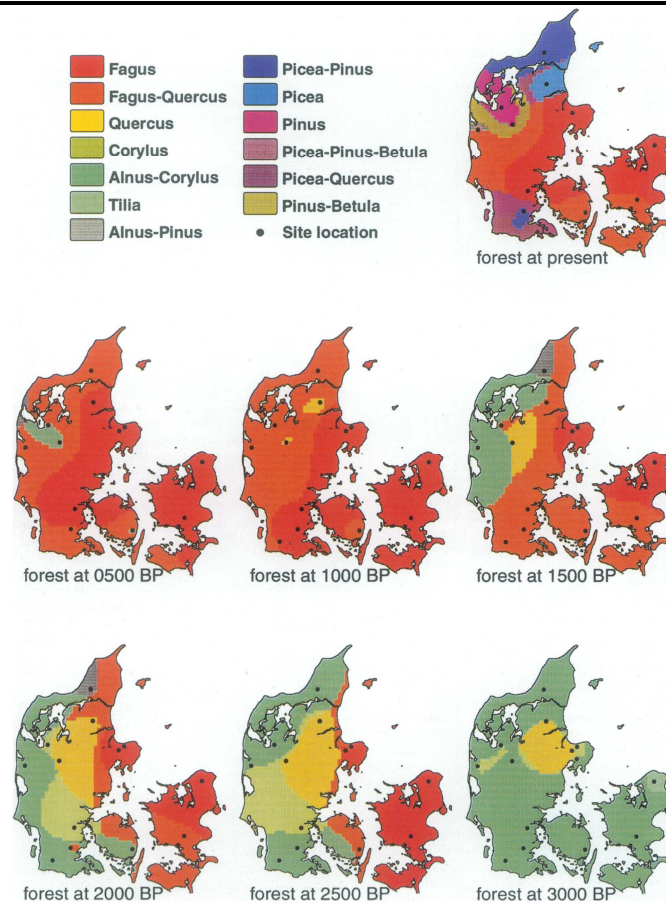 Fagus
Fagus-Quercus
Quercus
Corylus
Alnus-Corylus
Tilia
Alnus-Pinus
Picea-Pinus
Picea
Pinus
Picea-Pinus-Betula
Picea-Quercus
Pinus-Betula
Site location
forest at present
forest at 0500 BP
forest at 1000 BP
forest at 1500 BP
forest at 2000 BP
forest at 2500 BP
forest at 3000 BP